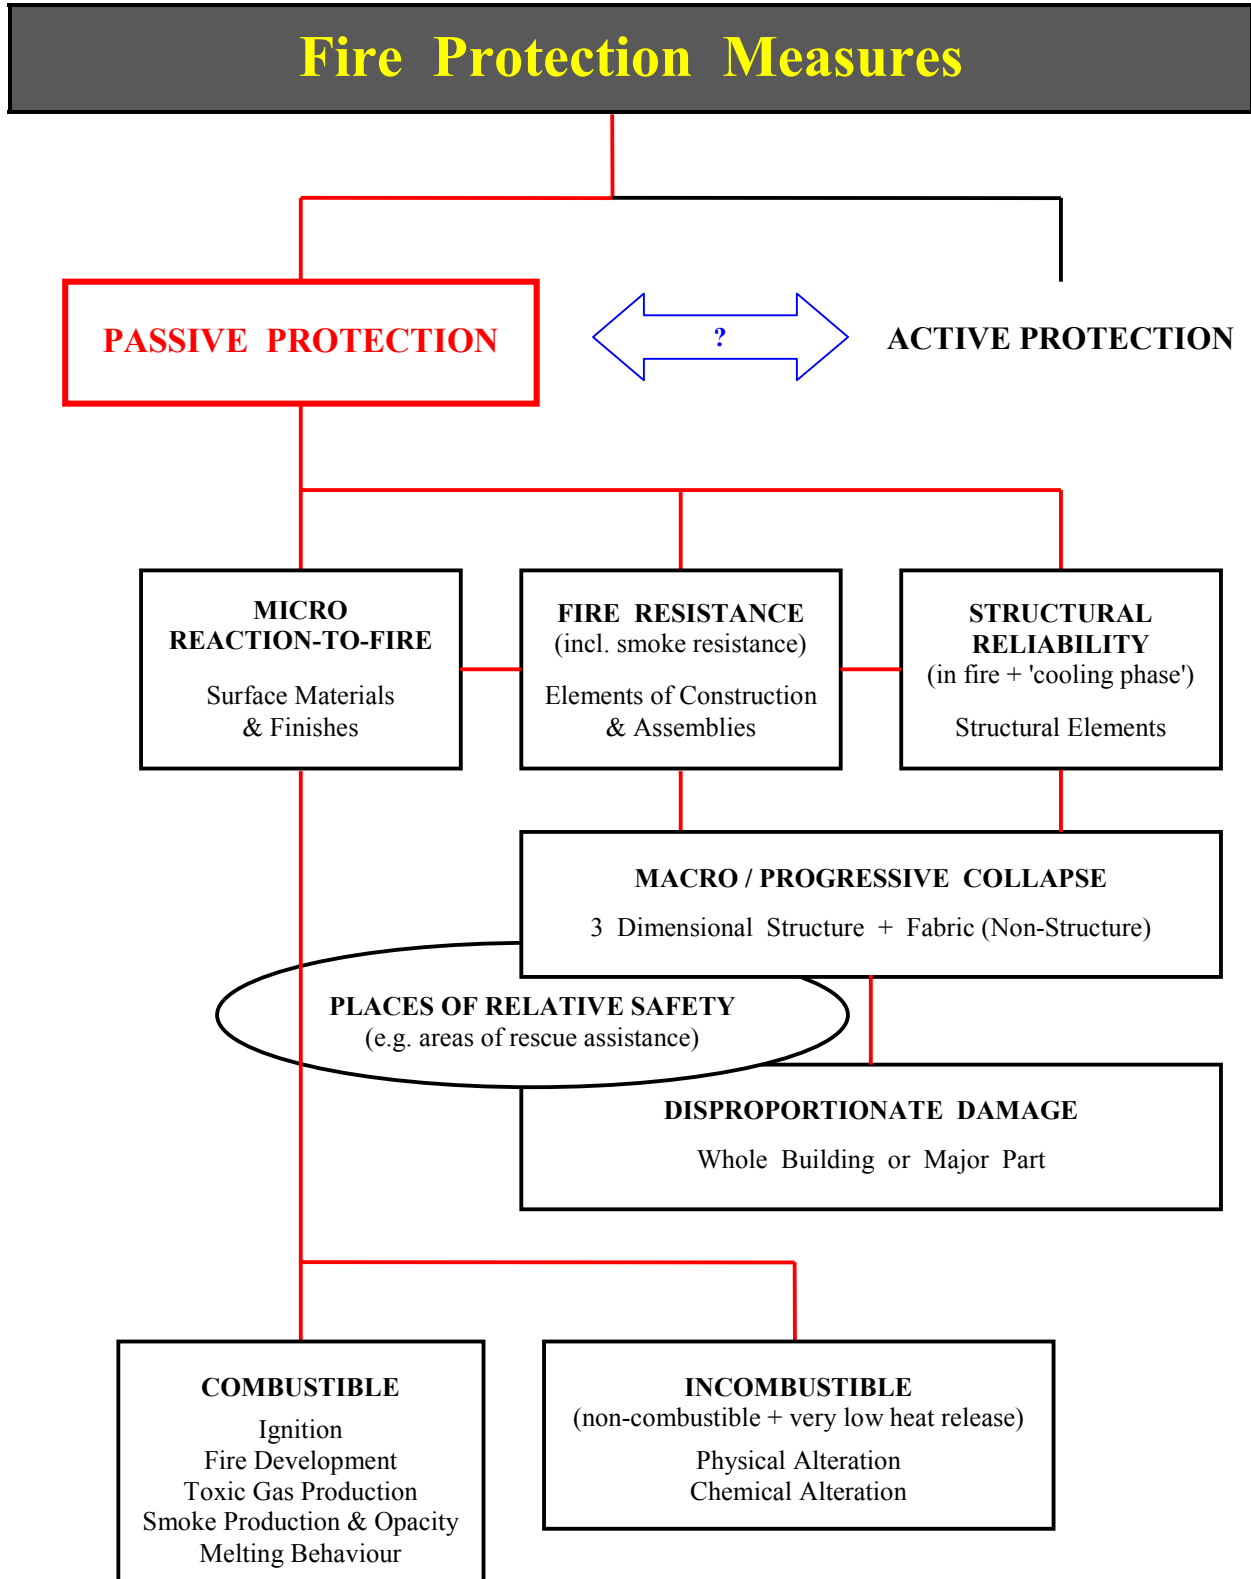 Fire Protection Measures
PASSIVE PROTECTION
?
ACTIVE PROTECTION
MICRO
REACTION-TO-FIRE
Surface Materials
& Finishes
FIRE RESISTANCE
(incl. smoke resistance)
Elements of Construction
& Assemblies
STRUCTURAL
RELIABILITY
(in fire + 'cooling phase')
Structural Elements
MACRO / PROGRESSIVE COLLAPSE
3 Dimensional Structure + Fabric (Non-Structure)
PLACES OF RELATIVE SAFETY
(e.g. areas of rescue assistance)
DISPROPORTIONATE DAMAGE
Whole Building or Major Part
COMBUSTIBLE
Ignition
Fire Development
Toxic Gas Production
Smoke Production & Opacity
Melting Behaviour
INCOMBUSTIBLE
(non-combustible + very low heat release)
Physical Alteration
Chemical Alteration